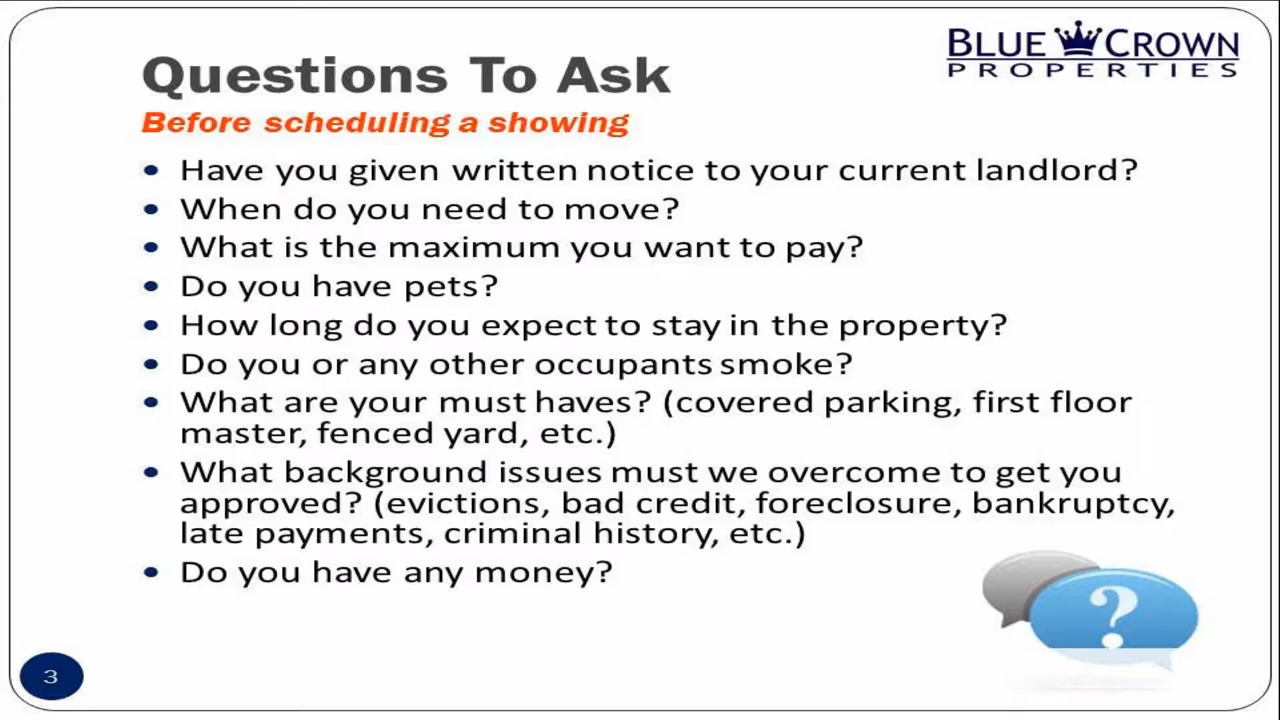 BLUE CROWN
PROPERTIES
Questions To Ask
Before scheduling a showing
• Have you given written notice to your current landlord?
• When do you need to move?
• What is the maximum you want to pay?
• Do you have pets?
• How long do you expect to stay in the property?
• Do you or any other occupants smoke?
• What are your must haves? (covered parking, first floor
master, fenced yard, etc.)
• What background issues must we overcome to get you
approved? (evictions, bad credit, foreclosure, bankruptcy,
late payments, criminal history, etc.)
• Do you have any money?
?
3